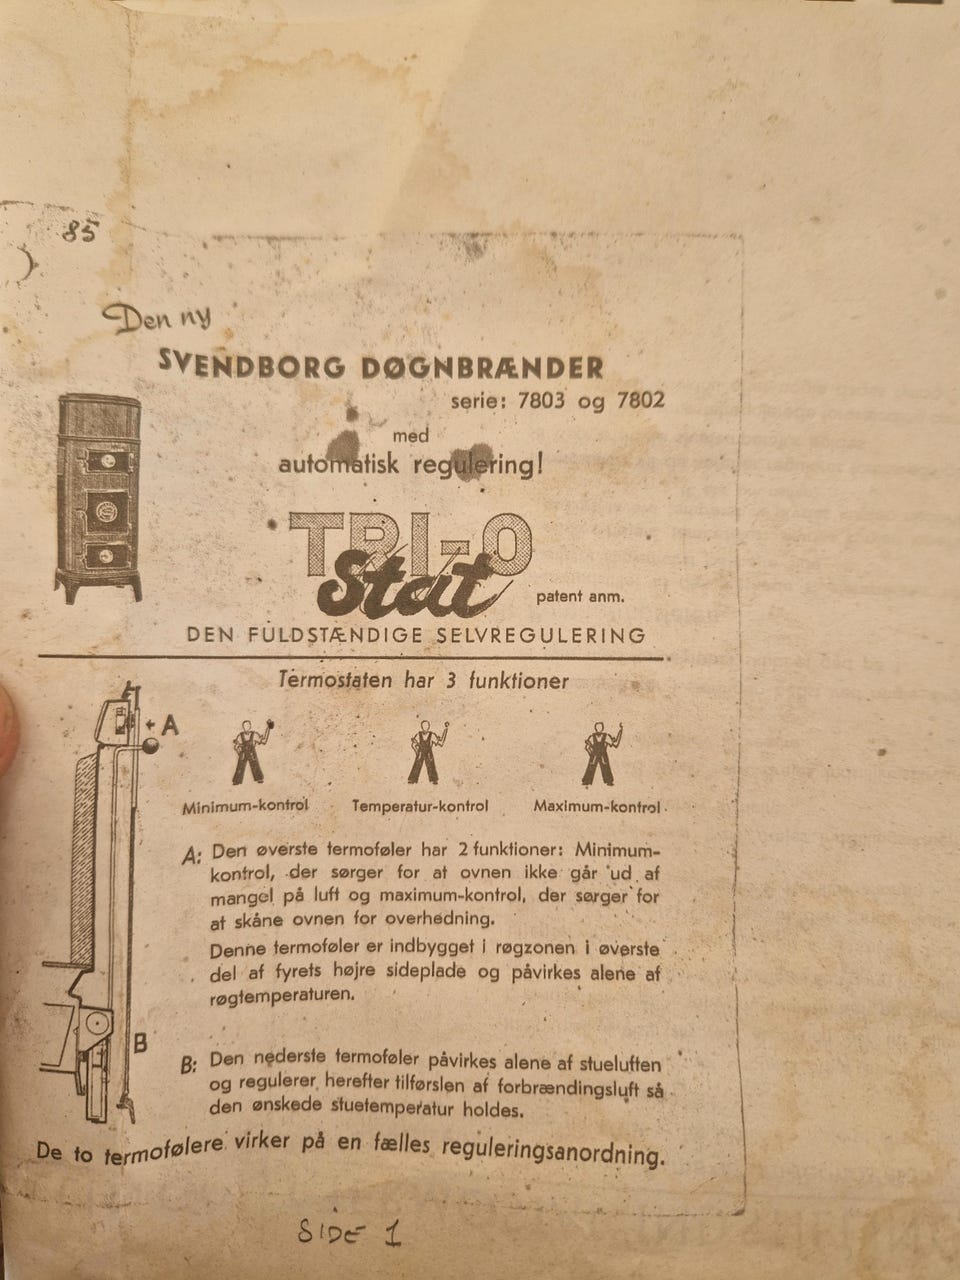 85
Den ny
SVENDBORG DØGNBRÆNDER
serie: 7803 og 7802
med
automatisk regulering!
TRI-O
Stat
patent anm.
DEN FULDSTÆNDIGE SELVREGULERING
Termostaten har 3 funktioner
A
Minimum-kontrol Temperatur-kontrol Maximum-kontrol.
A: Den øverste termoføler har 2 funktioner: Minimum-
kontrol, der sørger for at ovnen ikke går ud af
mangel på luft og maximum-kontrol, der sørger for
at skåne ovnen for overhedning.
Denne termoføler er indbygget i røgzonen i øverste
del af fyrets højre sideplade og påvirkes alene af
røgtemperaturen.
B
B: Den nederste termoføler påvirkes alene af stueluften
og regulerer herefter tilførslen af forbrændingsluft så
den ønskede stuetemperatur holdes.
De to termofølere virker på en fælles reguleringsanordning.
SIDE 1